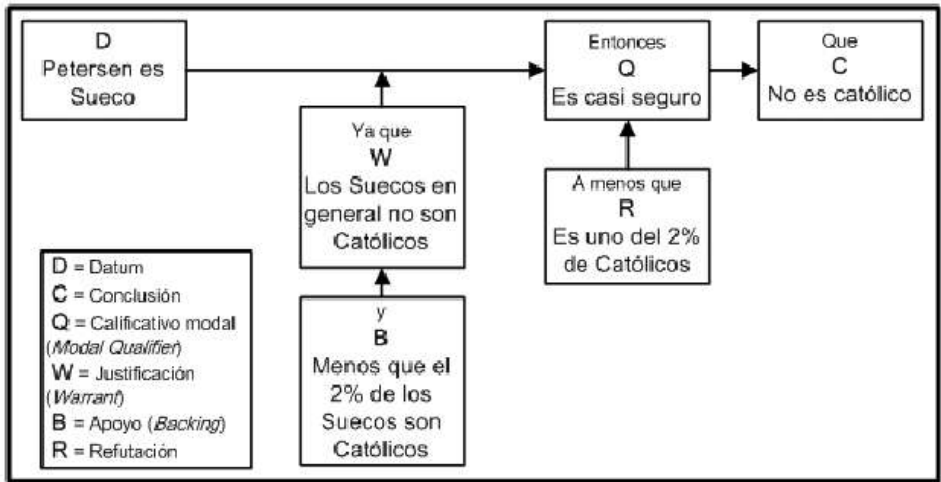 D
Petersen es
Sueco
Entonces
Q
Es casi seguro
Que
C
No es católico
Ya que
W
Los Suecos en
general no son
Católicos
A menos que
R
Es uno del 2%
de Católicos
y
B
Menos que el
2% de los
Suecos son
Católicos
D = Datum
C = Conclusión
Q = Calificativo modal
(Modal Qualifier)
W = Justificación
(Warrant)
B = Apoyo (Backing)
R = Refutación